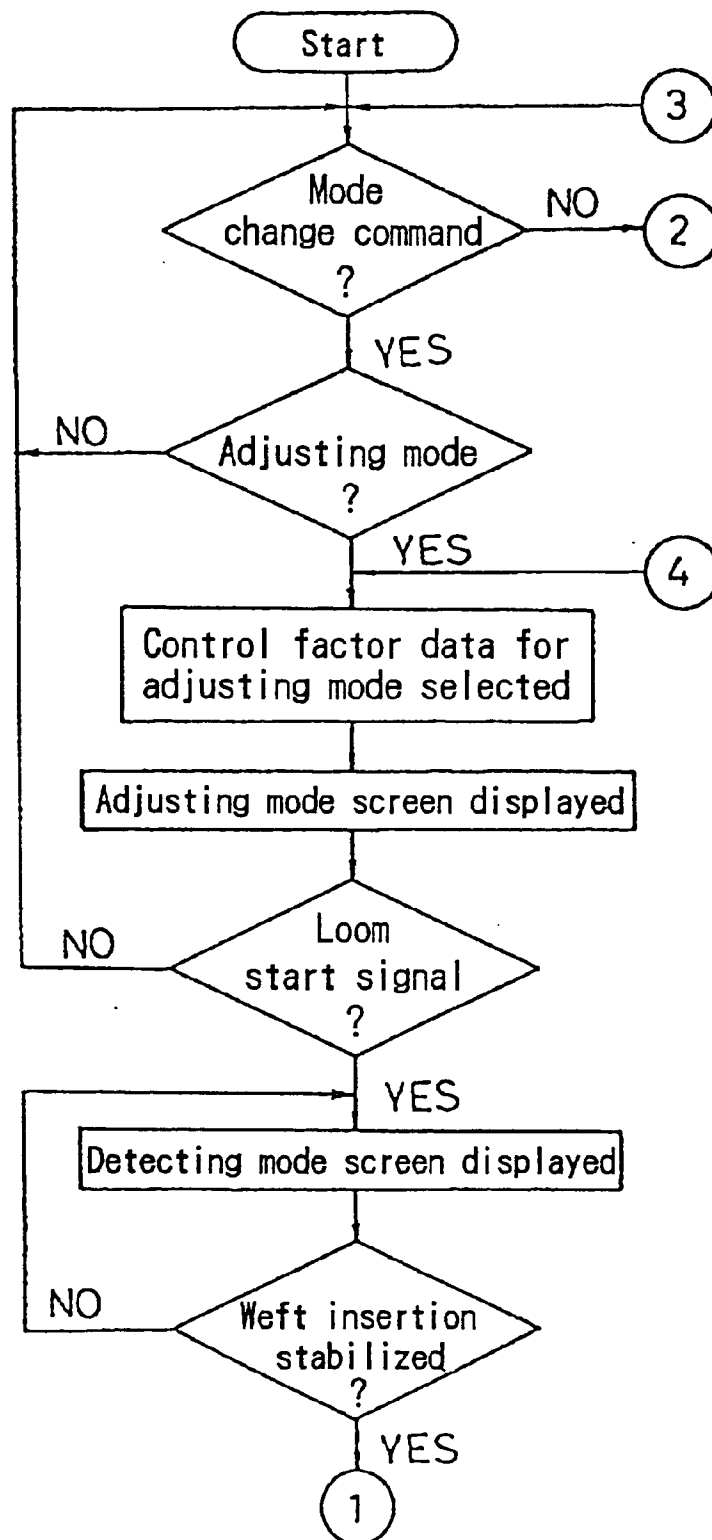 Start
3
Mode
change command
?
NO
2
YES
NO
Adjusting mode
?
YES
4
Control factor data for
adjusting mode selected
Adjusting mode screen displayed
NO
Loom
start signal
?
YES
Detecting mode screen displayed
NO
Weft insertion
stabilized
?
YES
1